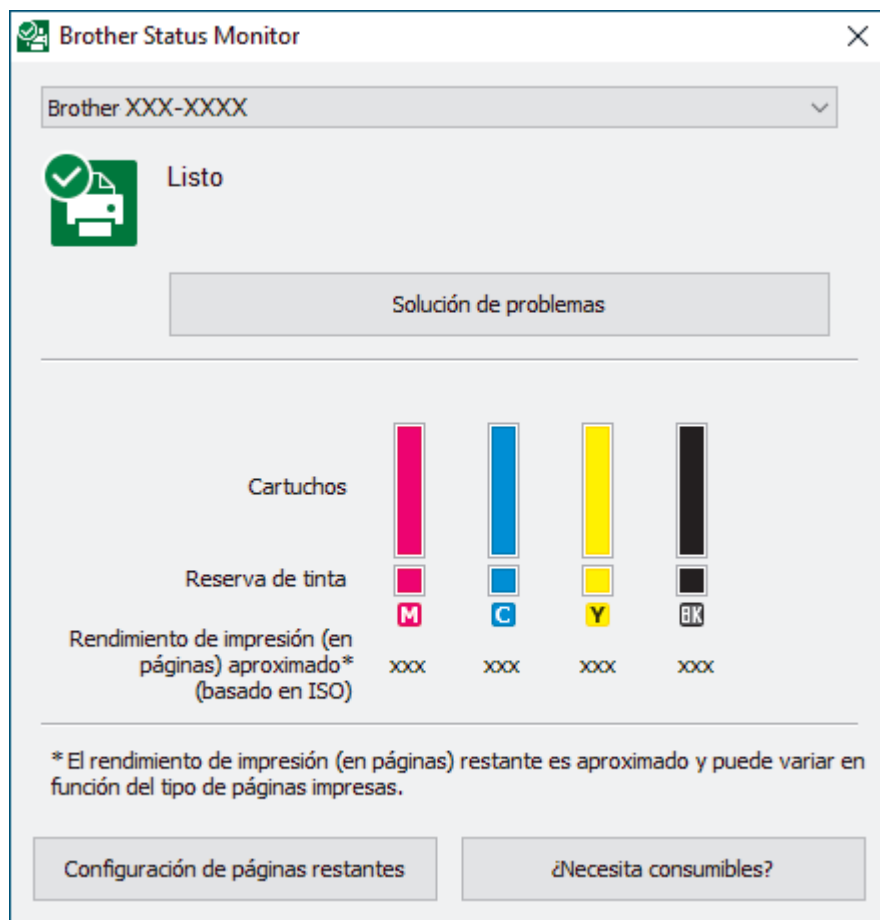 Brother Status Monitor
Brother XXX-XXXX
Listo
Solución de problemas
Cartuchos
Reserva de tinta
M C Y BK
Rendimiento de impresión (en
páginas) aproximado*
(basado en ISO)
xxx xxx xxx xxx
* El rendimiento de impresión (en páginas) restante es aproximado y puede variar en
función del tipo de páginas impresas.
Configuración de páginas restantes
¿Necesita consumibles?